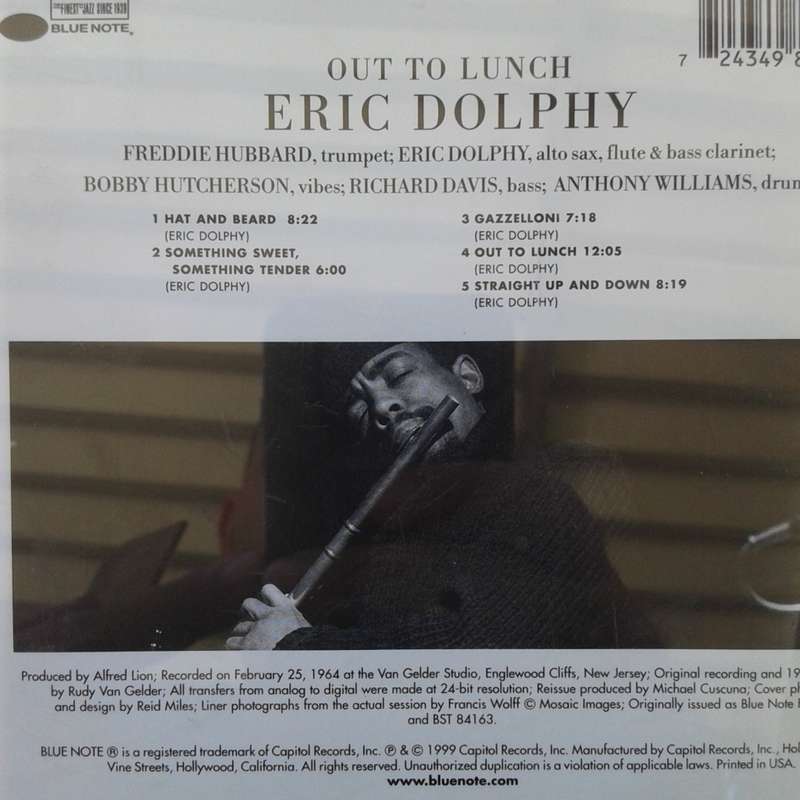 THE FINEST IN JAZZ SINCE 1939
BLUE NOTE®
7 24349 8
OUT TO LUNCH
ERIC DOLPHY
FREDDIE HUBBARD, trumpet; ERIC DOLPHY, alto sax, flute & bass clarinet;
BOBBY HUTCHERSON, vibes; RICHARD DAVIS, bass; ANTHONY WILLIAMS, drum
1 HAT AND BEARD 8:22
(ERIC DOLPHY)
2 SOMETHING SWEET,
SOMETHING TENDER 6:00
(ERIC DOLPHY)
3 GAZZELLONI 7:18
(ERIC DOLPHY)
4 OUT TO LUNCH 12:05
(ERIC DOLPHY)
5 STRAIGHT UP AND DOWN 8:19
(ERIC DOLPHY)
Produced by Alfred Lion; Recorded on February 25, 1964 at the Van Gelder Studio, Englewood Cliffs, New Jersey; Original recording and 19
by Rudy Van Gelder; All transfers from analog to digital were made at 24-bit resolution; Reissue produced by Michael Cuscuna; Cover ph
and design by Reid Miles; Liner photographs from the actual session by Francis Wolff © Mosaic Images; Originally issued as Blue Note
and BST 84163.
BLUE NOTE ® is a registered trademark of Capitol Records, Inc. ℗ & © 1999 Capitol Records, Inc. Manufactured by Capitol Records, Inc., Hol
Vine Streets, Hollywood, California. All rights reserved. Unauthorized duplication is a violation of applicable laws. Printed in USA.
www.bluenote.com